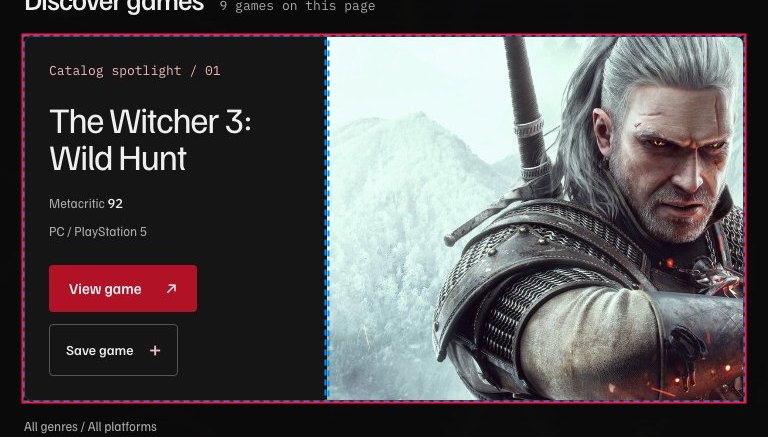 Discover games 9 games on this page
Catalog spotlight / 01
The Witcher 3:
Wild Hunt
Metacritic 92
PC / PlayStation 5
View game
Save game
All genres / All platforms